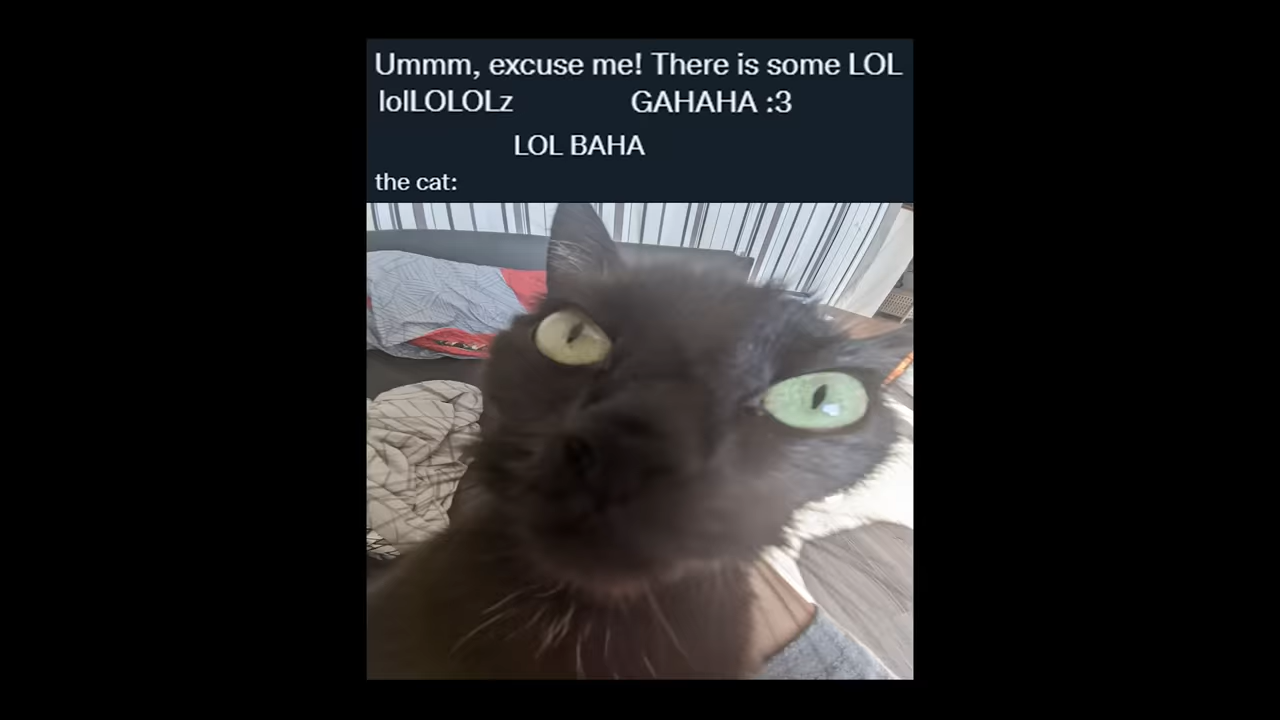 Ummm, excuse me! There is some LOL
lolLOLOLz GAHAHA :3
LOL BAHA
the cat: